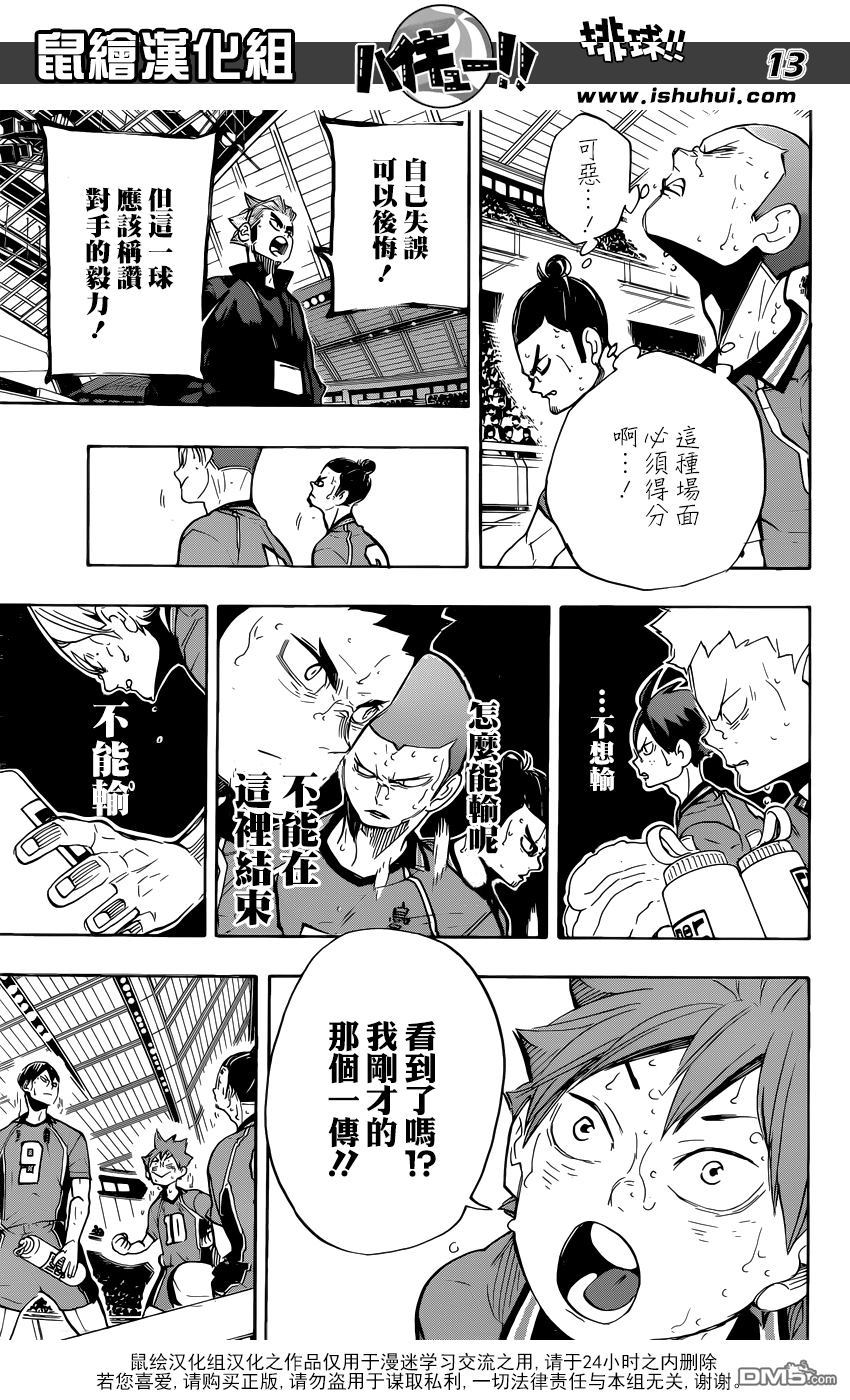 鼠繪漢化組
ハイキュー!!
排球!!
13
www.ishuhui.com
可惡…!
這種場面
必須得分
啊…!
自己失誤
可以後悔!
但這一球
應該稱讚
對手的毅力!
…不想輸
怎麼能輸呢
不能在
這裡結束
不能輸
看到了嗎!?
我剛才的
那個一傳!!
9
10
鼠绘汉化组汉化之作品仅用于漫迷学习交流之用, 请于24小时之内删除
若您喜爱, 请购买正版, 请勿用于谋取私利, 一切法律责任与本组无关, 谢谢。
DM5.com